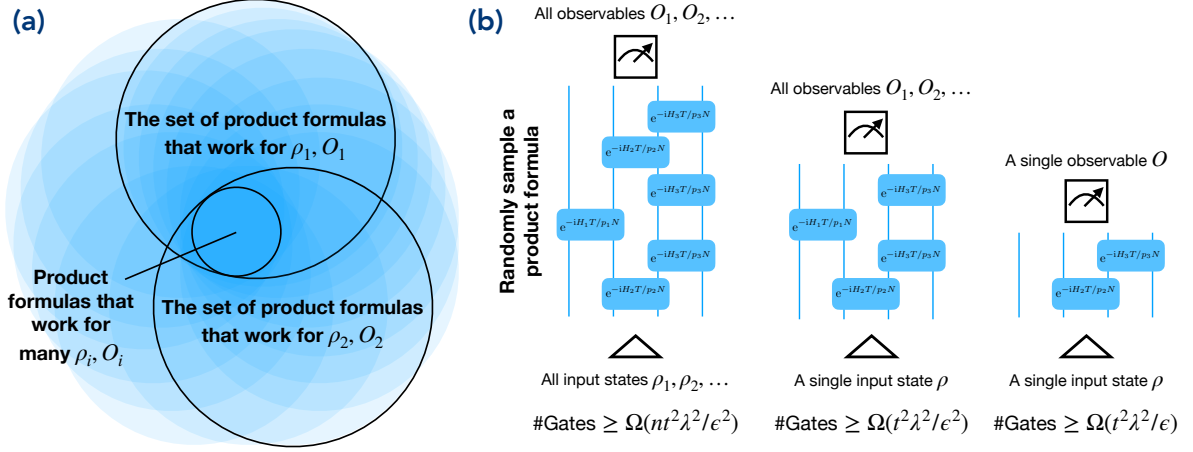 (a)
The set of product formulas
that work for ρ₁, O₁
Product
formulas that
work for
many ρᵢ, Oᵢ
The set of product formulas
that work for ρ₂, O₂
(b)
Randomly sample a
product formula
All observables O₁, O₂, …
e^{-iH₃T/p₃N}
e^{-iH₂T/p₂N}
e^{-iH₃T/p₃N}
e^{-iH₁T/p₁N}
e^{-iH₃T/p₃N}
e^{-iH₂T/p₂N}
All input states ρ₁, ρ₂, …
#Gates ≥ Ω(nt²λ²/ϵ²)
All observables O₁, O₂, …
e^{-iH₃T/p₃N}
e^{-iH₁T/p₁N}
e^{-iH₃T/p₃N}
e^{-iH₂T/p₂N}
A single input state ρ
#Gates ≥ Ω(t²λ²/ϵ²)
A single observable O
e^{-iH₃T/p₃N}
e^{-iH₂T/p₂N}
A single input state ρ
#Gates ≥ Ω(t²λ²/ϵ)